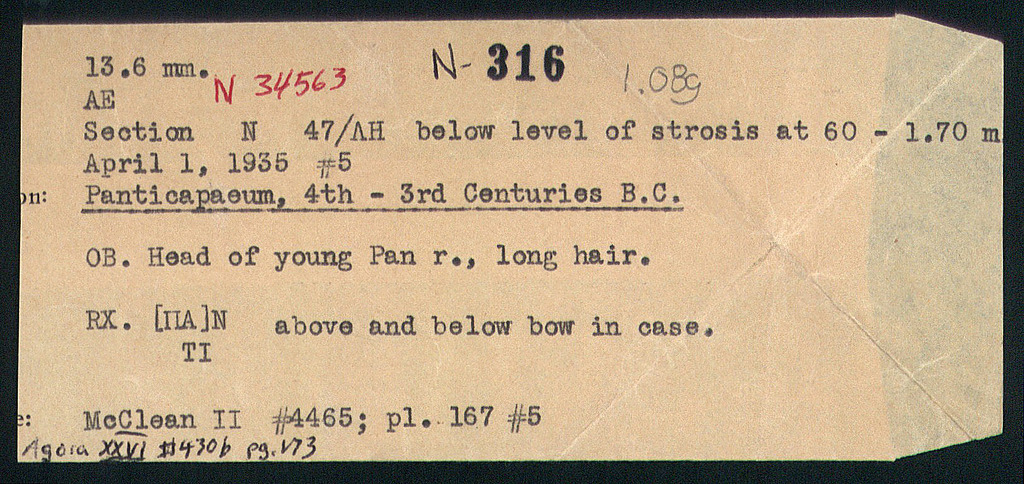 13.6 mm. N 34563 N- 316 1.08g
AE
Section N 47/ΛH below level of strosis at 60 - 1.70 m
April 1, 1935 #5
on: Panticapaeum, 4th - 3rd Centuries B.C.
OB. Head of young Pan r., long hair.
RX. [ΠA]N above and below bow in case.
TI
e: McClean II #4465; pl. 167 #5
Agora XXVI #430b pg. 173